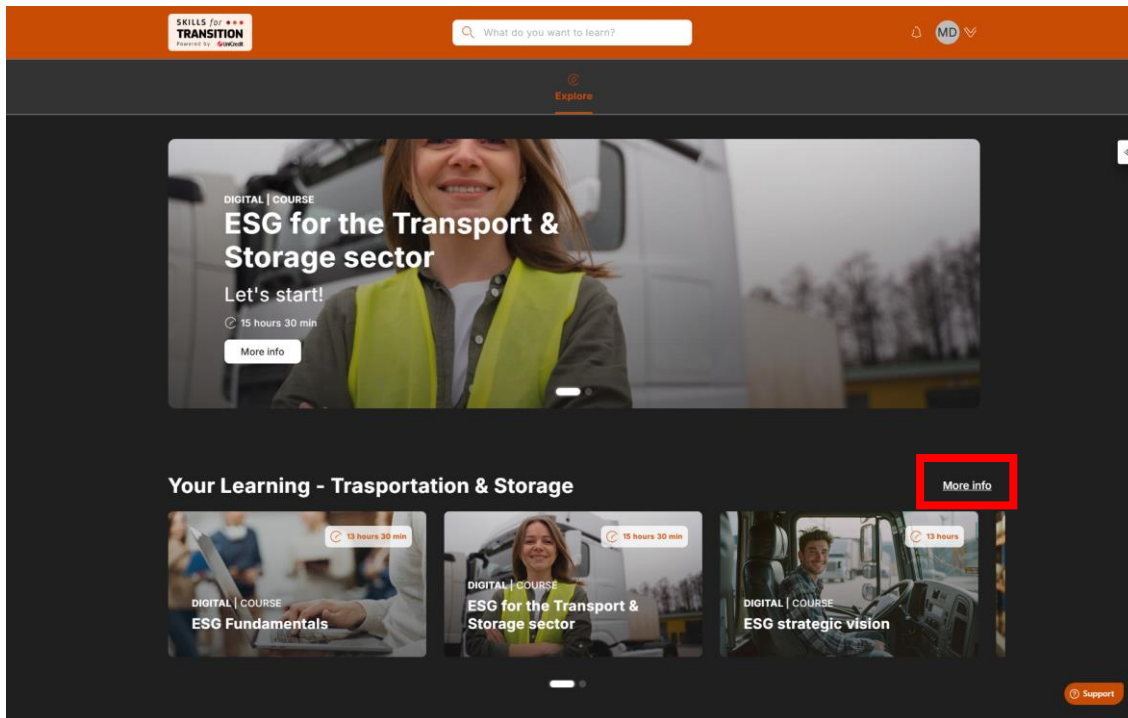 SKILLS for
TRANSITION
Powered by UniCredit
What do you want to learn?
MD
Explore
DIGITAL | COURSE
ESG for the Transport &
Storage sector
Let's start!
15 hours 30 min
More info
Your Learning - Trasportation & Storage
More info
13 hours 30 min
DIGITAL | COURSE
ESG Fundamentals
15 hours 30 min
DIGITAL | COURSE
ESG for the Transport &
Storage sector
13 hours
DIGITAL | COURSE
ESG strategic vision
Support